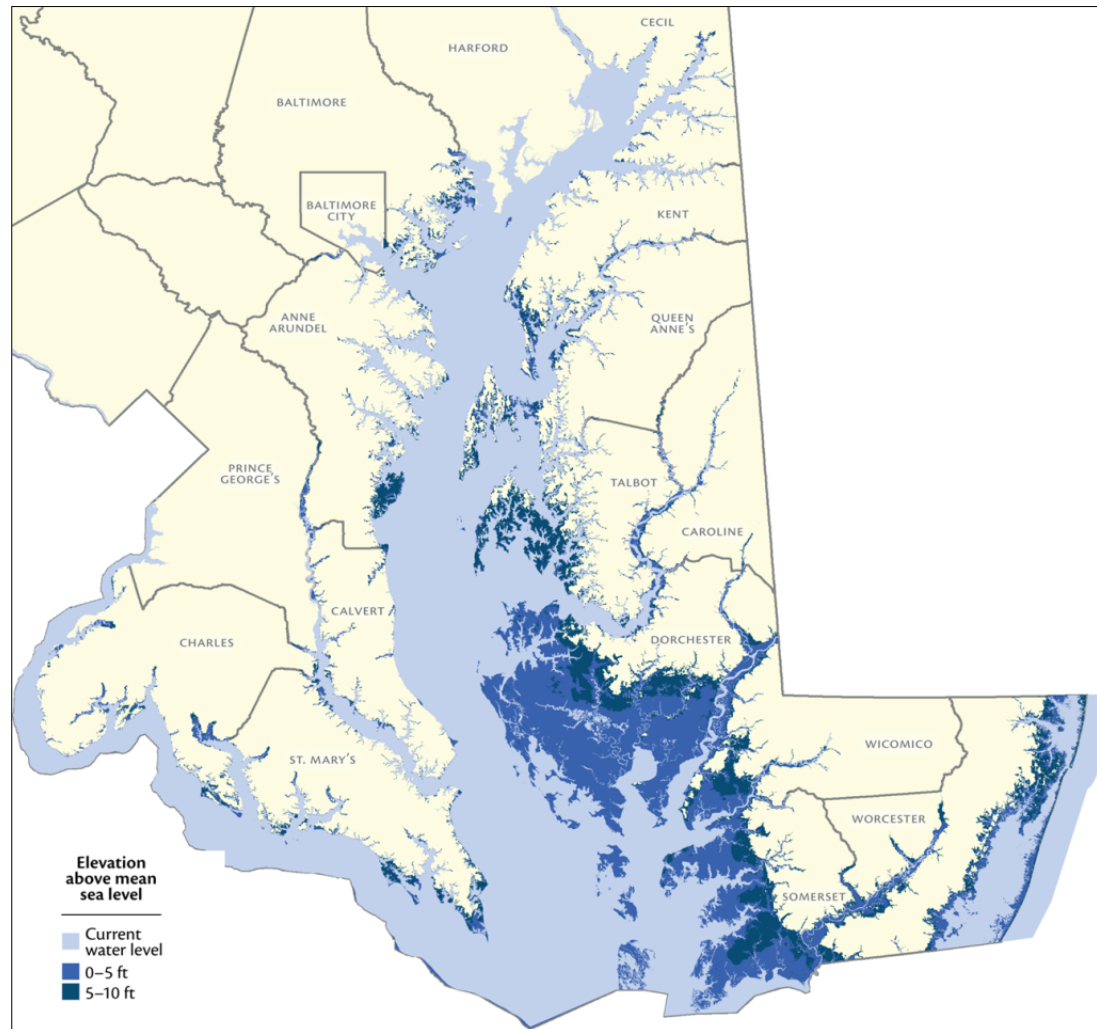 CECIL
HARFORD
BALTIMORE
BALTIMORE
CITY
KENT
ANNE
ARUNDEL
QUEEN
ANNE'S
PRINCE
GEORGE'S
TALBOT
CAROLINE
CALVERT
CHARLES
DORCHESTER
ST. MARY'S
WICOMICO
WORCESTER
SOMERSET
Elevation
above mean
sea level
Current
water level
0–5 ft
5–10 ft